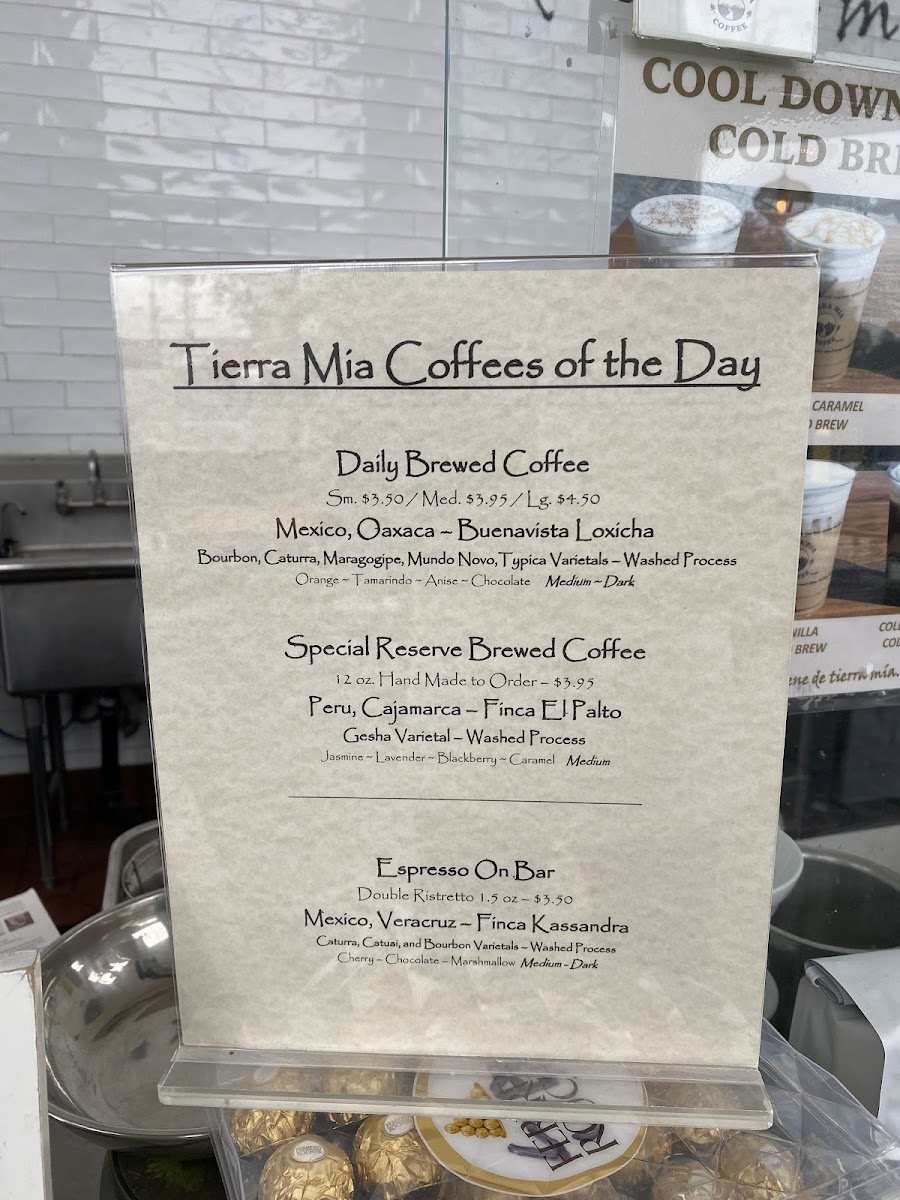 COFFEE
COOL DOWN
COLD
Tierra Mia Coffees of the Day
Daily Brewed Coffee
Sm. $3.50 / Med. $3.95 / Lg. $4.50
Mexico, Oaxaca – Buenavista Loxicha
Bourbon, Caturra, Maragogipe, Mundo Novo, Typica Varietals – Washed Process
Orange ~ Tamarindo ~ Anise ~ Chocolate Medium ~ Dark
Special Reserve Brewed Coffee
12 oz. Hand Made to Order – $3.95
Peru, Cajamarca – Finca El Palto
Gesha Varietal – Washed Process
Jasmine ~ Lavender ~ Blackberry ~ Caramel Medium
Espresso On Bar
Double Ristretto 1.5 oz – $3.50
Mexico, Veracruz – Finca Kassandra
Caturra, Catuai, and Bourbon Varietals – Washed Process
Cherry – Chocolate – Marshmallow Medium - Dark
CARAMEL
BREW
BREW
de tierra mía.